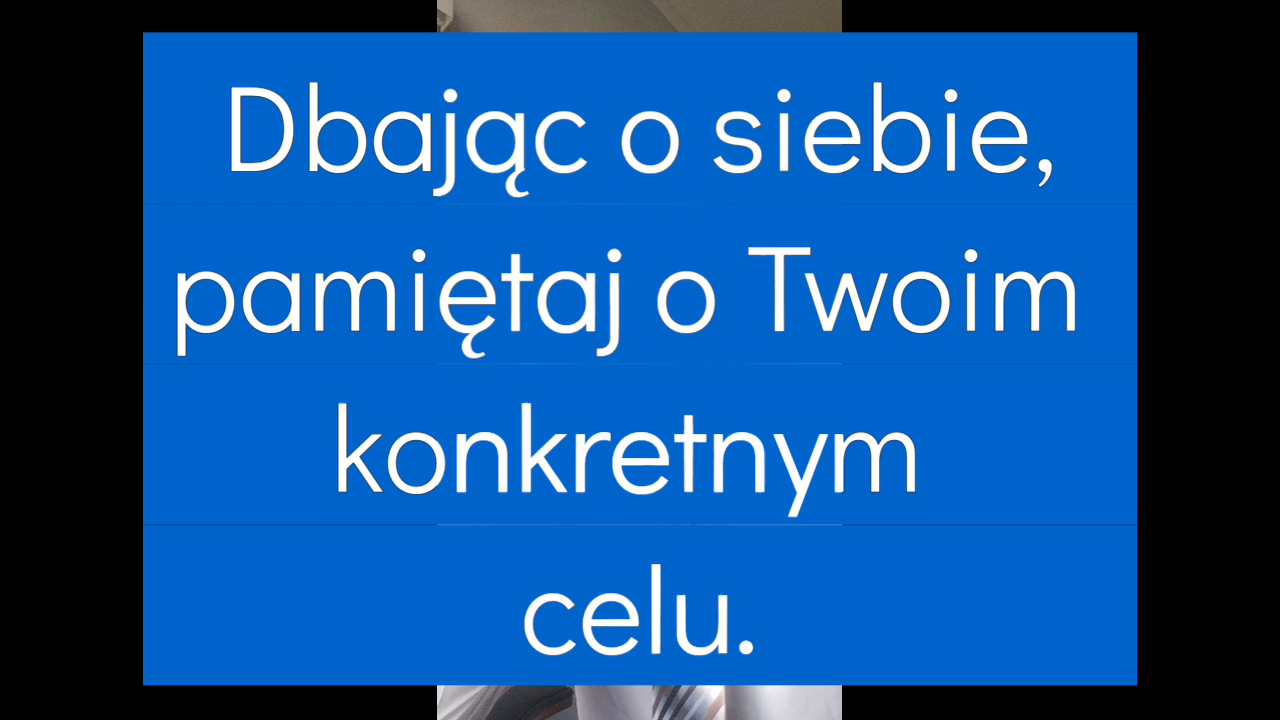 Dbając o siebie,
pamiętaj o Twoim
konkretnym
celu.